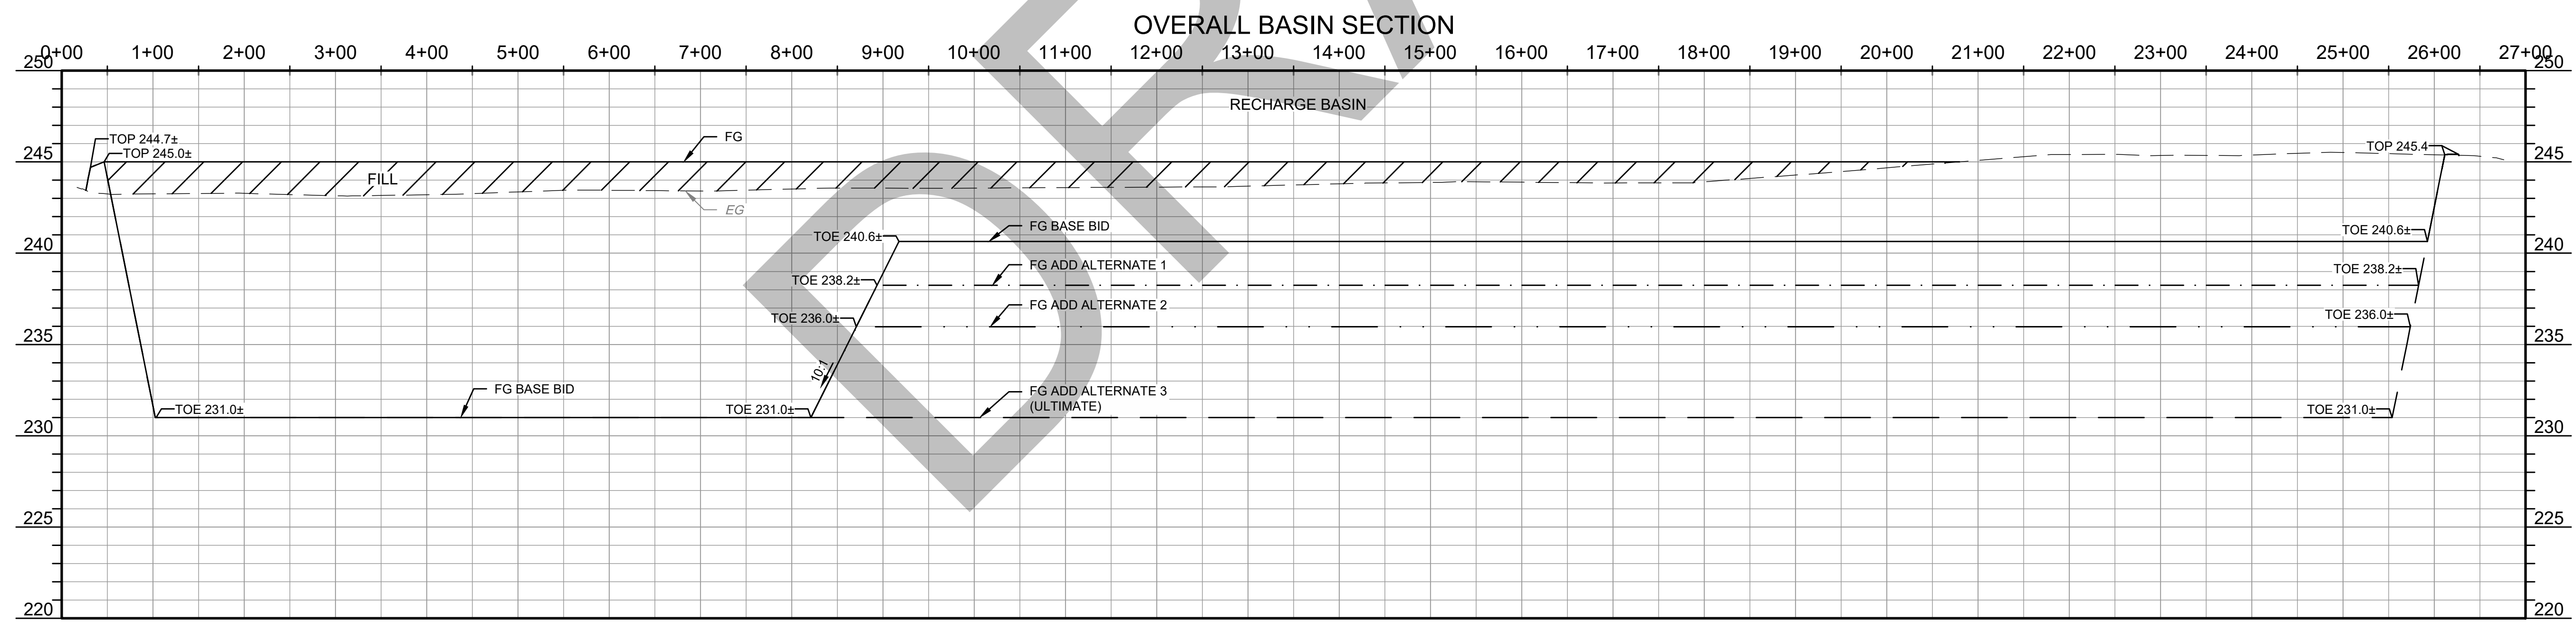 OVERALL BASIN SECTION
0+00 1+00 2+00 3+00 4+00 5+00 6+00 7+00 8+00 9+00 10+00 11+00 12+00 13+00 14+00 15+00 16+00 17+00 18+00 19+00 20+00 21+00 22+00 23+00 24+00 25+00 26+00 27+00
250 250
RECHARGE BASIN
TOP 244.7±
FG
TOP 245.0±
TOP 245.4
245 245
FILL
EG
FG BASE BID
TOE 240.6±
TOE 240.6±
240 240
FG ADD ALTERNATE 1
TOE 238.2±
TOE 238.2±
FG ADD ALTERNATE 2
TOE 236.0±
TOE 236.0±
235 235
10:1
FG BASE BID
FG ADD ALTERNATE 3
(ULTIMATE)
TOE 231.0±
TOE 231.0±
TOE 231.0±
230 230
225 225
220 220